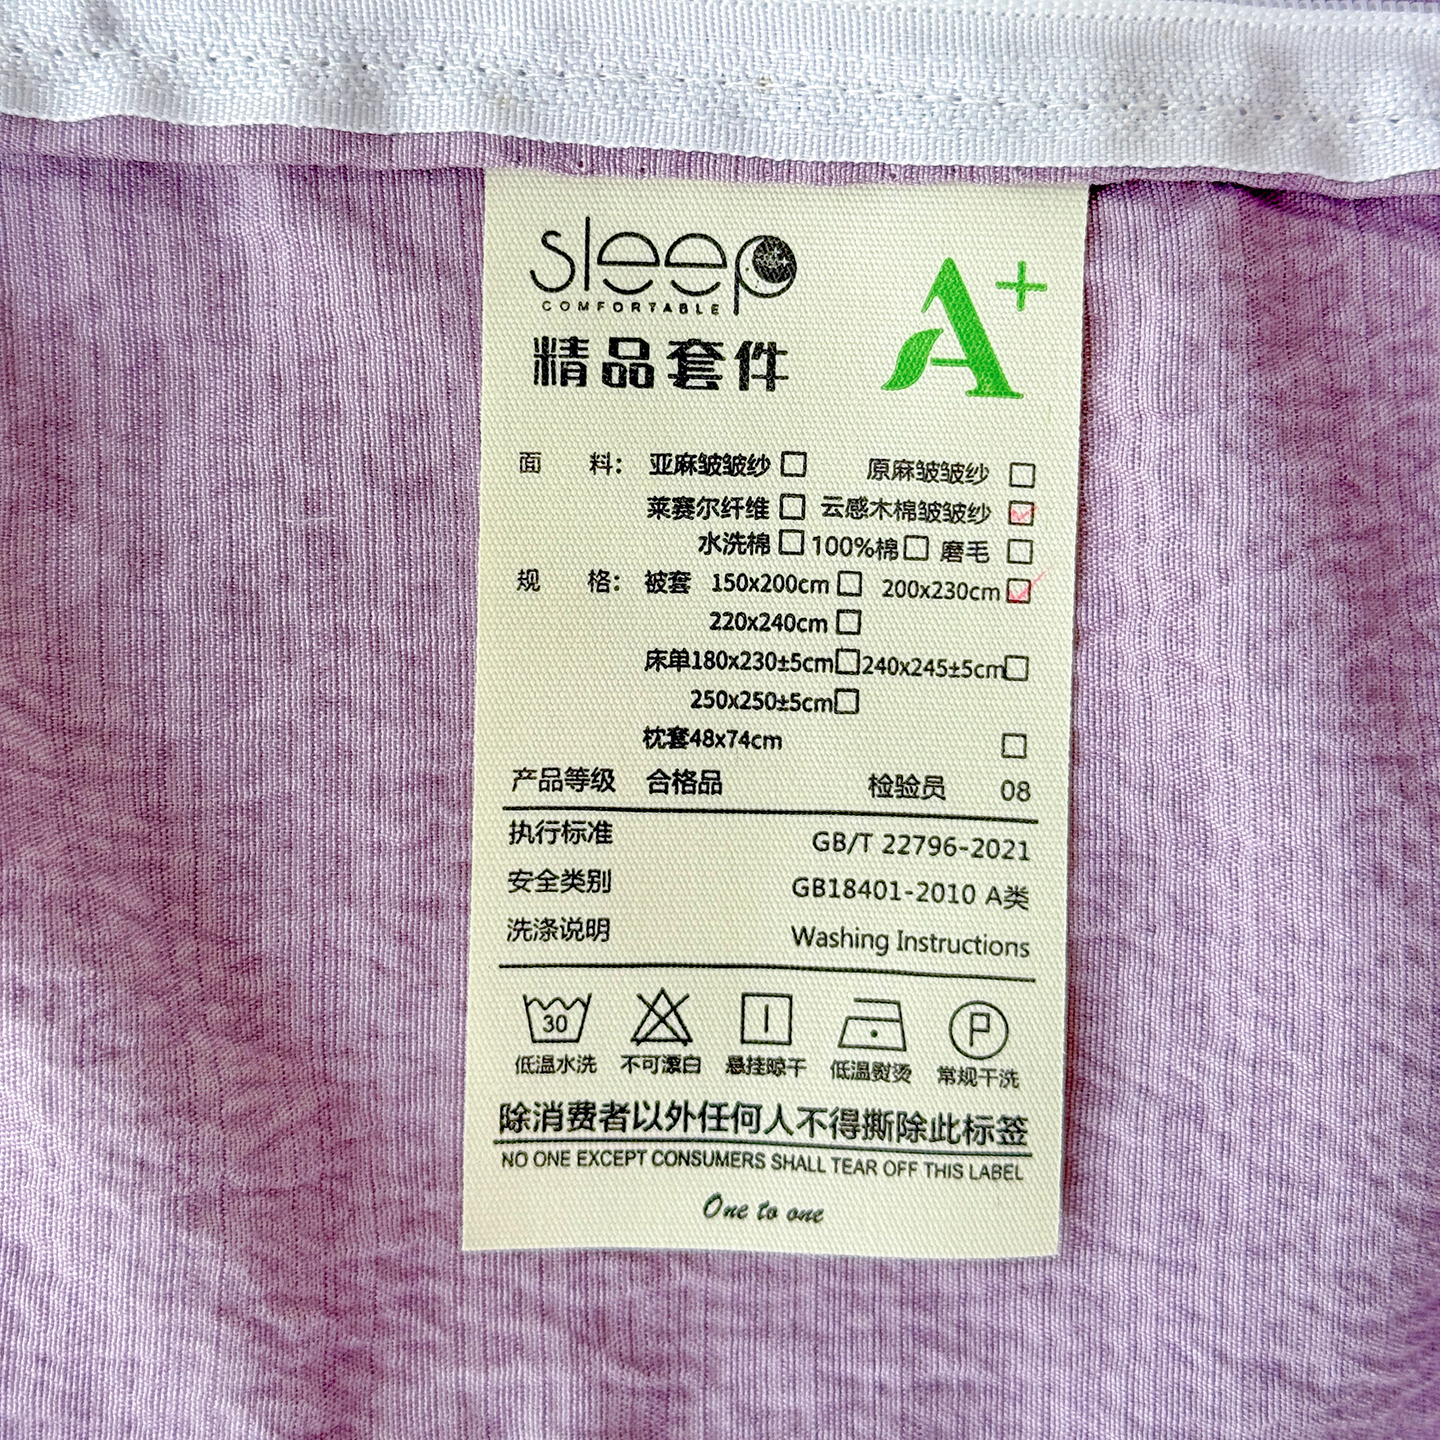 sleep
COMFORTABLE
A+
精品套件
面 料： 亚麻皱皱纱□ 原麻皱皱纱 □
莱赛尔纤维□ 云感木棉皱皱纱 ☑
水洗棉□100%棉□ 磨毛 □
规 格： 被套 150x200cm□ 200x230cm☑
220x240cm□
床单180x230±5cm□240x245±5cm□
250x250±5cm□
枕套48x74cm □
产品等级 合格品 检验员 08
执行标准 GB/T 22796-2021
安全类别 GB18401-2010 A类
洗涤说明 Washing Instructions
30 P
低温水洗 不可漂白 悬挂晾干 低温熨烫 常规干洗
除消费者以外任何人不得撕除此标签
NO ONE EXCEPT CONSUMERS SHALL TEAR OFF THIS LABEL
One to one